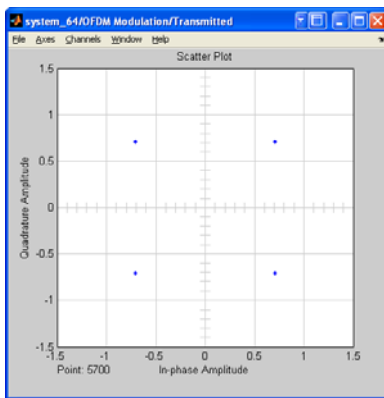 system_64/OFDM Modulation/Transmitted
File Axes Channels Window Help
Scatter Plot
1.5
1
0.5
0
-0.5
-1
-1.5
Quadrature Amplitude
-1.5 -1 -0.5 0 0.5 1 1.5
Point: 5700 In-phase Amplitude